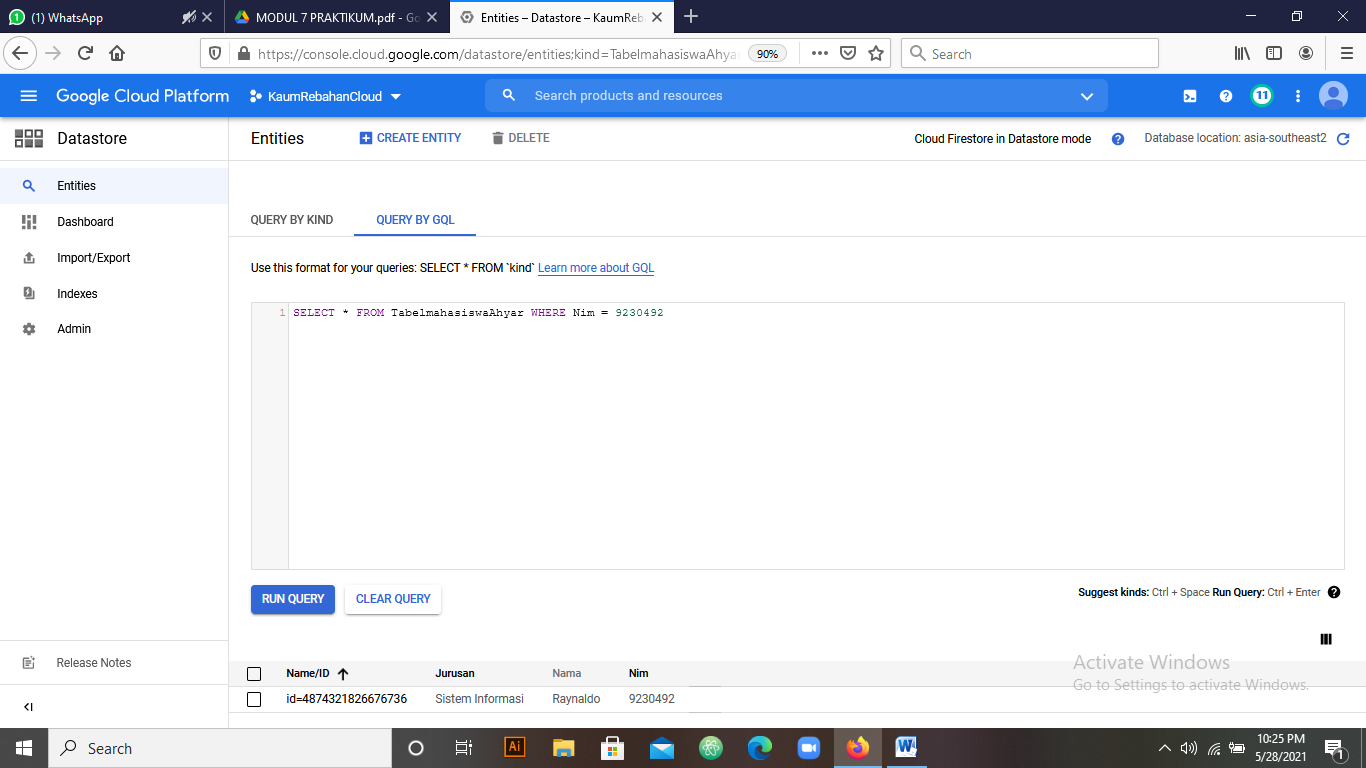 (1) WhatsApp
MODUL 7 PRAKTIKUM.pdf - Go
Entities – Datastore – KaumReb
https://console.cloud.google.com/datastore/entities;kind=TabelmahasiswaAhya
90%
Search
Google Cloud Platform
KaumRebahanCloud
Search products and resources
11
Datastore
Entities
CREATE ENTITY
DELETE
Cloud Firestore in Datastore mode
Database location: asia-southeast2
Entities
Dashboard
Import/Export
Indexes
Admin
QUERY BY KIND
QUERY BY GQL
Use this format for your queries: SELECT * FROM `kind` Learn more about GQL
1 SELECT * FROM TabelmahasiswaAhyar WHERE Nim = 9230492
RUN QUERY
CLEAR QUERY
Suggest kinds: Ctrl + Space Run Query: Ctrl + Enter
Release Notes
Name/ID Jurusan Nama Nim
id=4874321826676736 Sistem Informasi Raynaldo 9230492
Activate Windows
Go to Settings to activate Windows.
Search
Ai
W
10:25 PM
5/28/2021
1